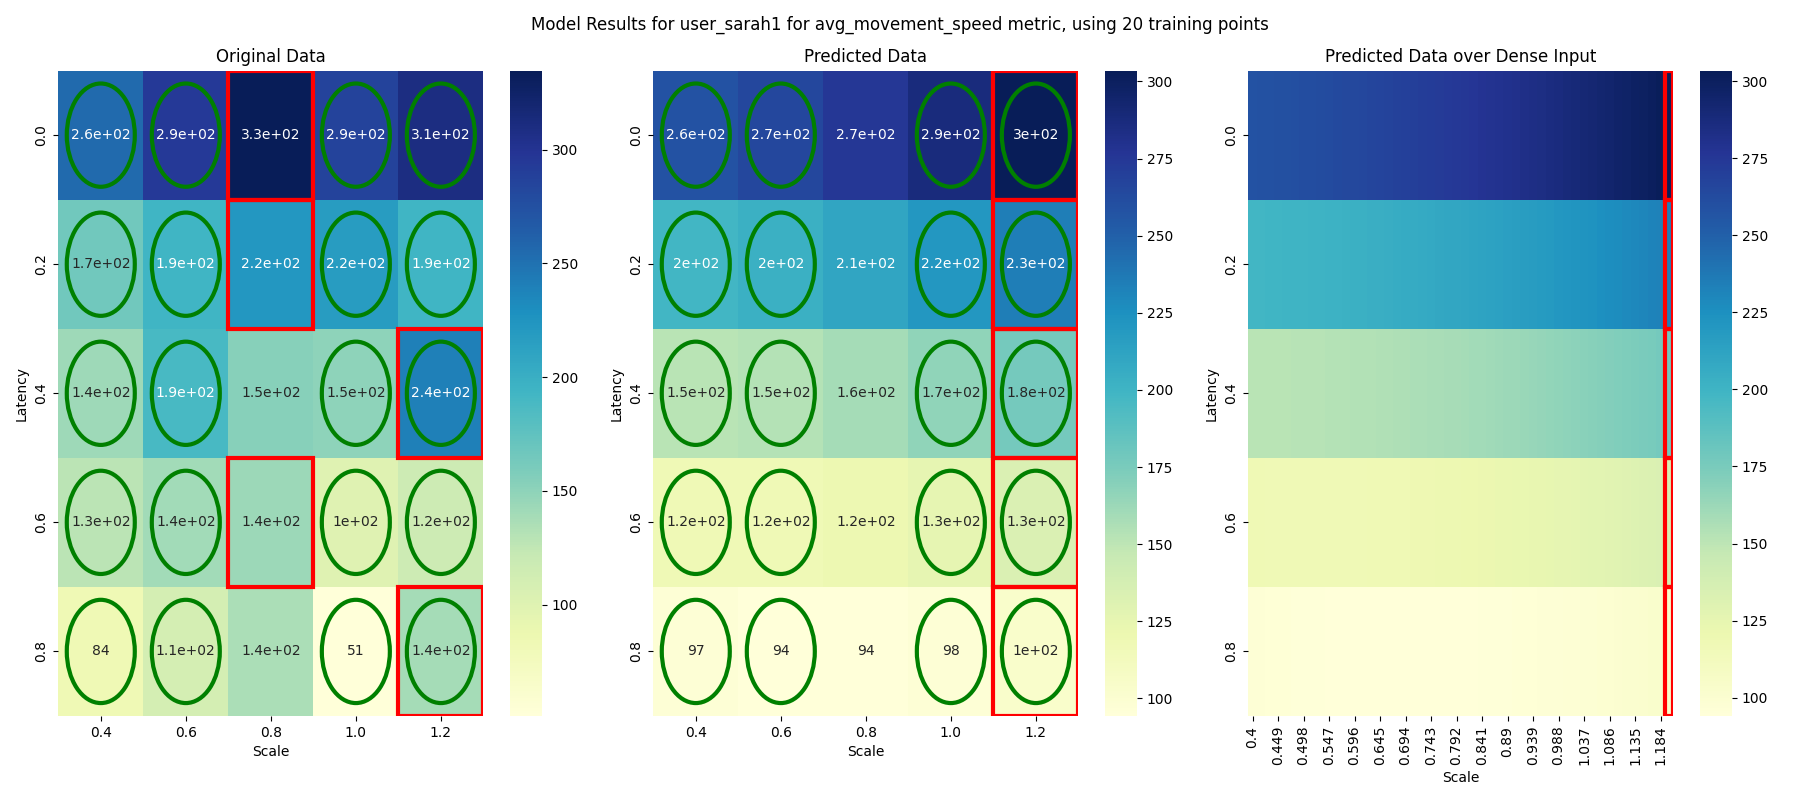 Model Results for user_sarah1 for avg_movement_speed metric, using 20 training points
Original Data
Latency
0.0 2.6e+02 2.9e+02 3.3e+02 2.9e+02 3.1e+02
0.2 1.7e+02 1.9e+02 2.2e+02 2.2e+02 1.9e+02
0.4 1.4e+02 1.9e+02 1.5e+02 1.5e+02 2.4e+02
0.6 1.3e+02 1.4e+02 1.4e+02 1e+02 1.2e+02
0.8 84 1.1e+02 1.4e+02 51 1.4e+02
0.4 0.6 0.8 1.0 1.2
Scale
300
250
200
150
100
Predicted Data
Latency
0.0 2.6e+02 2.7e+02 2.7e+02 2.9e+02 3e+02
0.2 2e+02 2e+02 2.1e+02 2.2e+02 2.3e+02
0.4 1.5e+02 1.5e+02 1.6e+02 1.7e+02 1.8e+02
0.6 1.2e+02 1.2e+02 1.2e+02 1.3e+02 1.3e+02
0.8 97 94 94 98 1e+02
0.4 0.6 0.8 1.0 1.2
Scale
300
275
250
225
200
175
150
125
100
Predicted Data over Dense Input
Latency
0.0
0.2
0.4
0.6
0.8
0.4 0.449 0.498 0.547 0.596 0.645 0.694 0.743 0.792 0.841 0.89 0.939 0.988 1.037 1.086 1.135 1.184
Scale
300
275
250
225
200
175
150
125
100